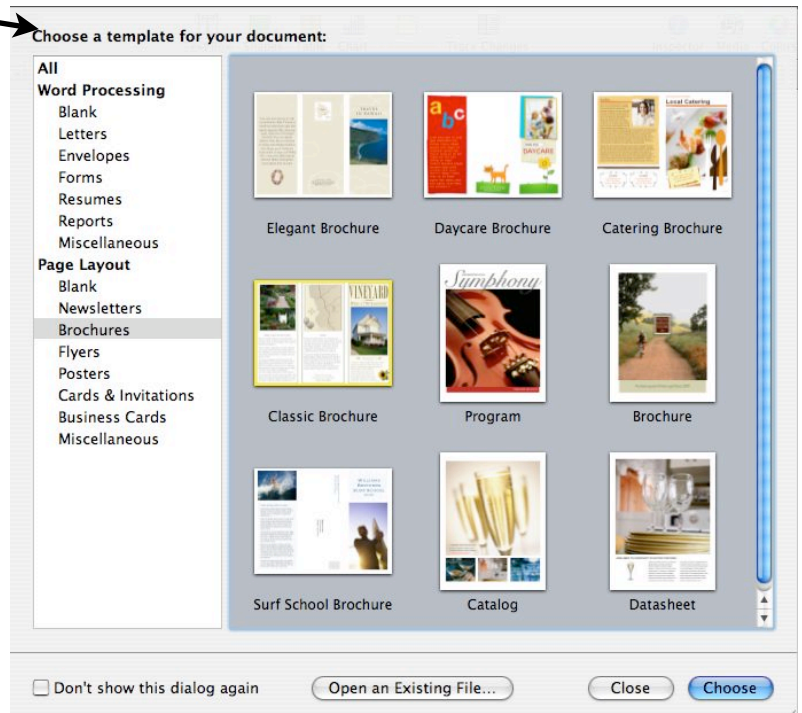 Choose a template for your document:
All
Word Processing
Blank
Letters
Envelopes
Forms
Resumes
Reports
Miscellaneous
Page Layout
Blank
Newsletters
Brochures
Flyers
Posters
Cards & Invitations
Business Cards
Miscellaneous
abc
DAYCARE
Local Catering
Elegant Brochure
Daycare Brochure
Catering Brochure
VINEYARD
Symphony
Classic Brochure
Program
Brochure
Surf School Brochure
Catalog
Datasheet
Don't show this dialog again
Open an Existing File...
Close
Choose